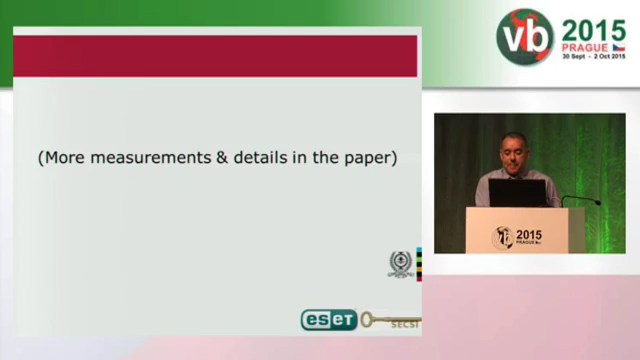 vb
2015
PRAGUE
30 Sept - 2 Oct 2015
(More measurements & details in the paper)
2015
PRAGUE
eset
SECSI